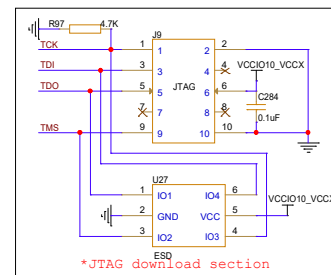 R97 4.7K
TCK J9
1 2 VCCIO10_VCCX
TDI 3 4
JTAG
TDO 5 6 C284
7 8 0.1uF
TMS 9 10
U27
1 IO1 IO4 6
2 GND VCC 5
3 IO2 IO3 4
ESD
*JTAG download section